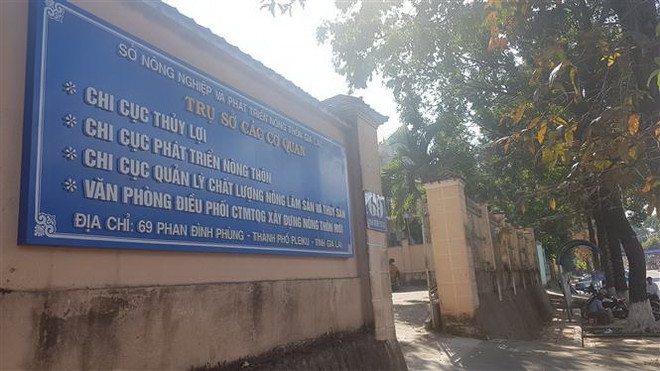 SỞ NÔNG NGHIỆP VÀ PHÁT TRIỂN NÔNG THÔN GIA LAI
TRỤ SỞ CÁC CƠ QUAN
* CHI CỤC THỦY LỢI
* CHI CỤC PHÁT TRIỂN NÔNG THÔN
* CHI CỤC QUẢN LÝ CHẤT LƯỢNG NÔNG LÂM SẢN VÀ THỦY SẢN
* VĂN PHÒNG ĐIỀU PHỐI CTMTQG XÂY DỰNG NÔNG THÔN MỚI
ĐỊA CHỈ: 69 PHAN ĐÌNH PHÙNG - THÀNH PHỐ PLEIKU - TỈNH GIA LAI
69